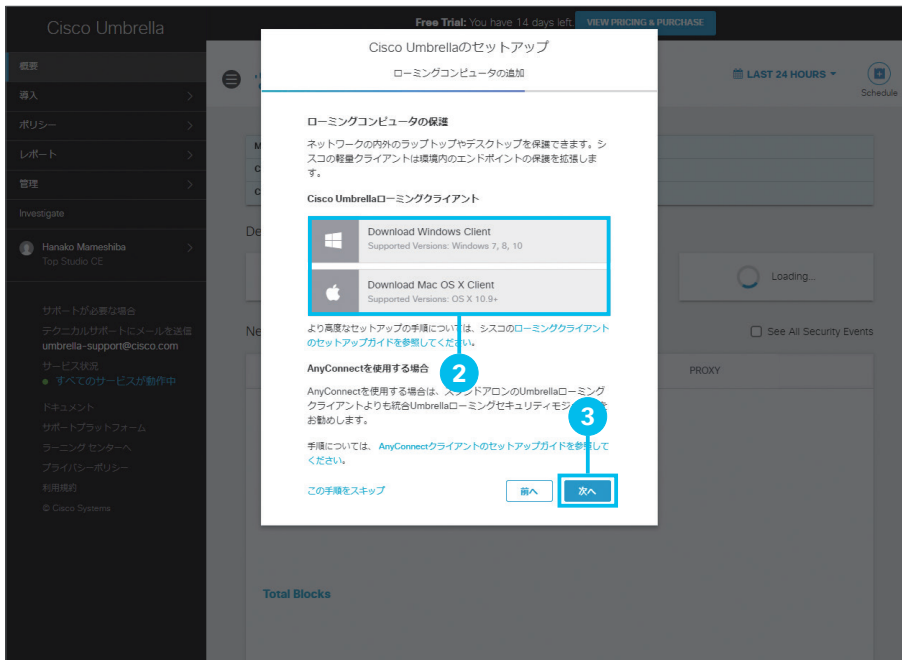 Cisco Umbrella
Free Trial: You have 14 days left.
VIEW PRICING & PURCHASE
概要
導入
ポリシー
レポート
管理
Investigate
Hanako Mameshiba
Top Studio CE
サポートが必要な場合
テクニカルサポートにメールを送信
umbrella-support@cisco.com
サービス状況
すべてのサービスが動作中
ドキュメント
サポートプラットフォーム
ラーニング センターへ
プライバシーポリシー
利用規約
© Cisco Systems
LAST 24 HOURS
Schedule
M
C
C
De
Loading...
Ne
See All Security Events
PROXY
Total Blocks
Cisco Umbrellaのセットアップ
ローミングコンピュータの追加
ローミングコンピュータの保護
ネットワークの内外のラップトップやデスクトップを保護できます。シ
スコの軽量クライアントは環境内のエンドポイントの保護を拡張しま
す。
Cisco Umbrellaローミングクライアント
Download Windows Client
Supported Versions: Windows 7, 8, 10
Download Mac OS X Client
Supported Versions: OS X 10.9+
より高度なセットアップの手順については、シスコのローミングクライアント
のセットアップガイドを参照してください。
2
AnyConnectを使用する場合
AnyConnectを使用する場合は、スタンドアロンのUmbrellaローミング
クライアントよりも統合Umbrellaローミングセキュリティモジ
お勧めします。
3
手順については、 AnyConnectクライアントのセットアップガイドを参照して
ください。
この手順をスキップ
前へ
次へ